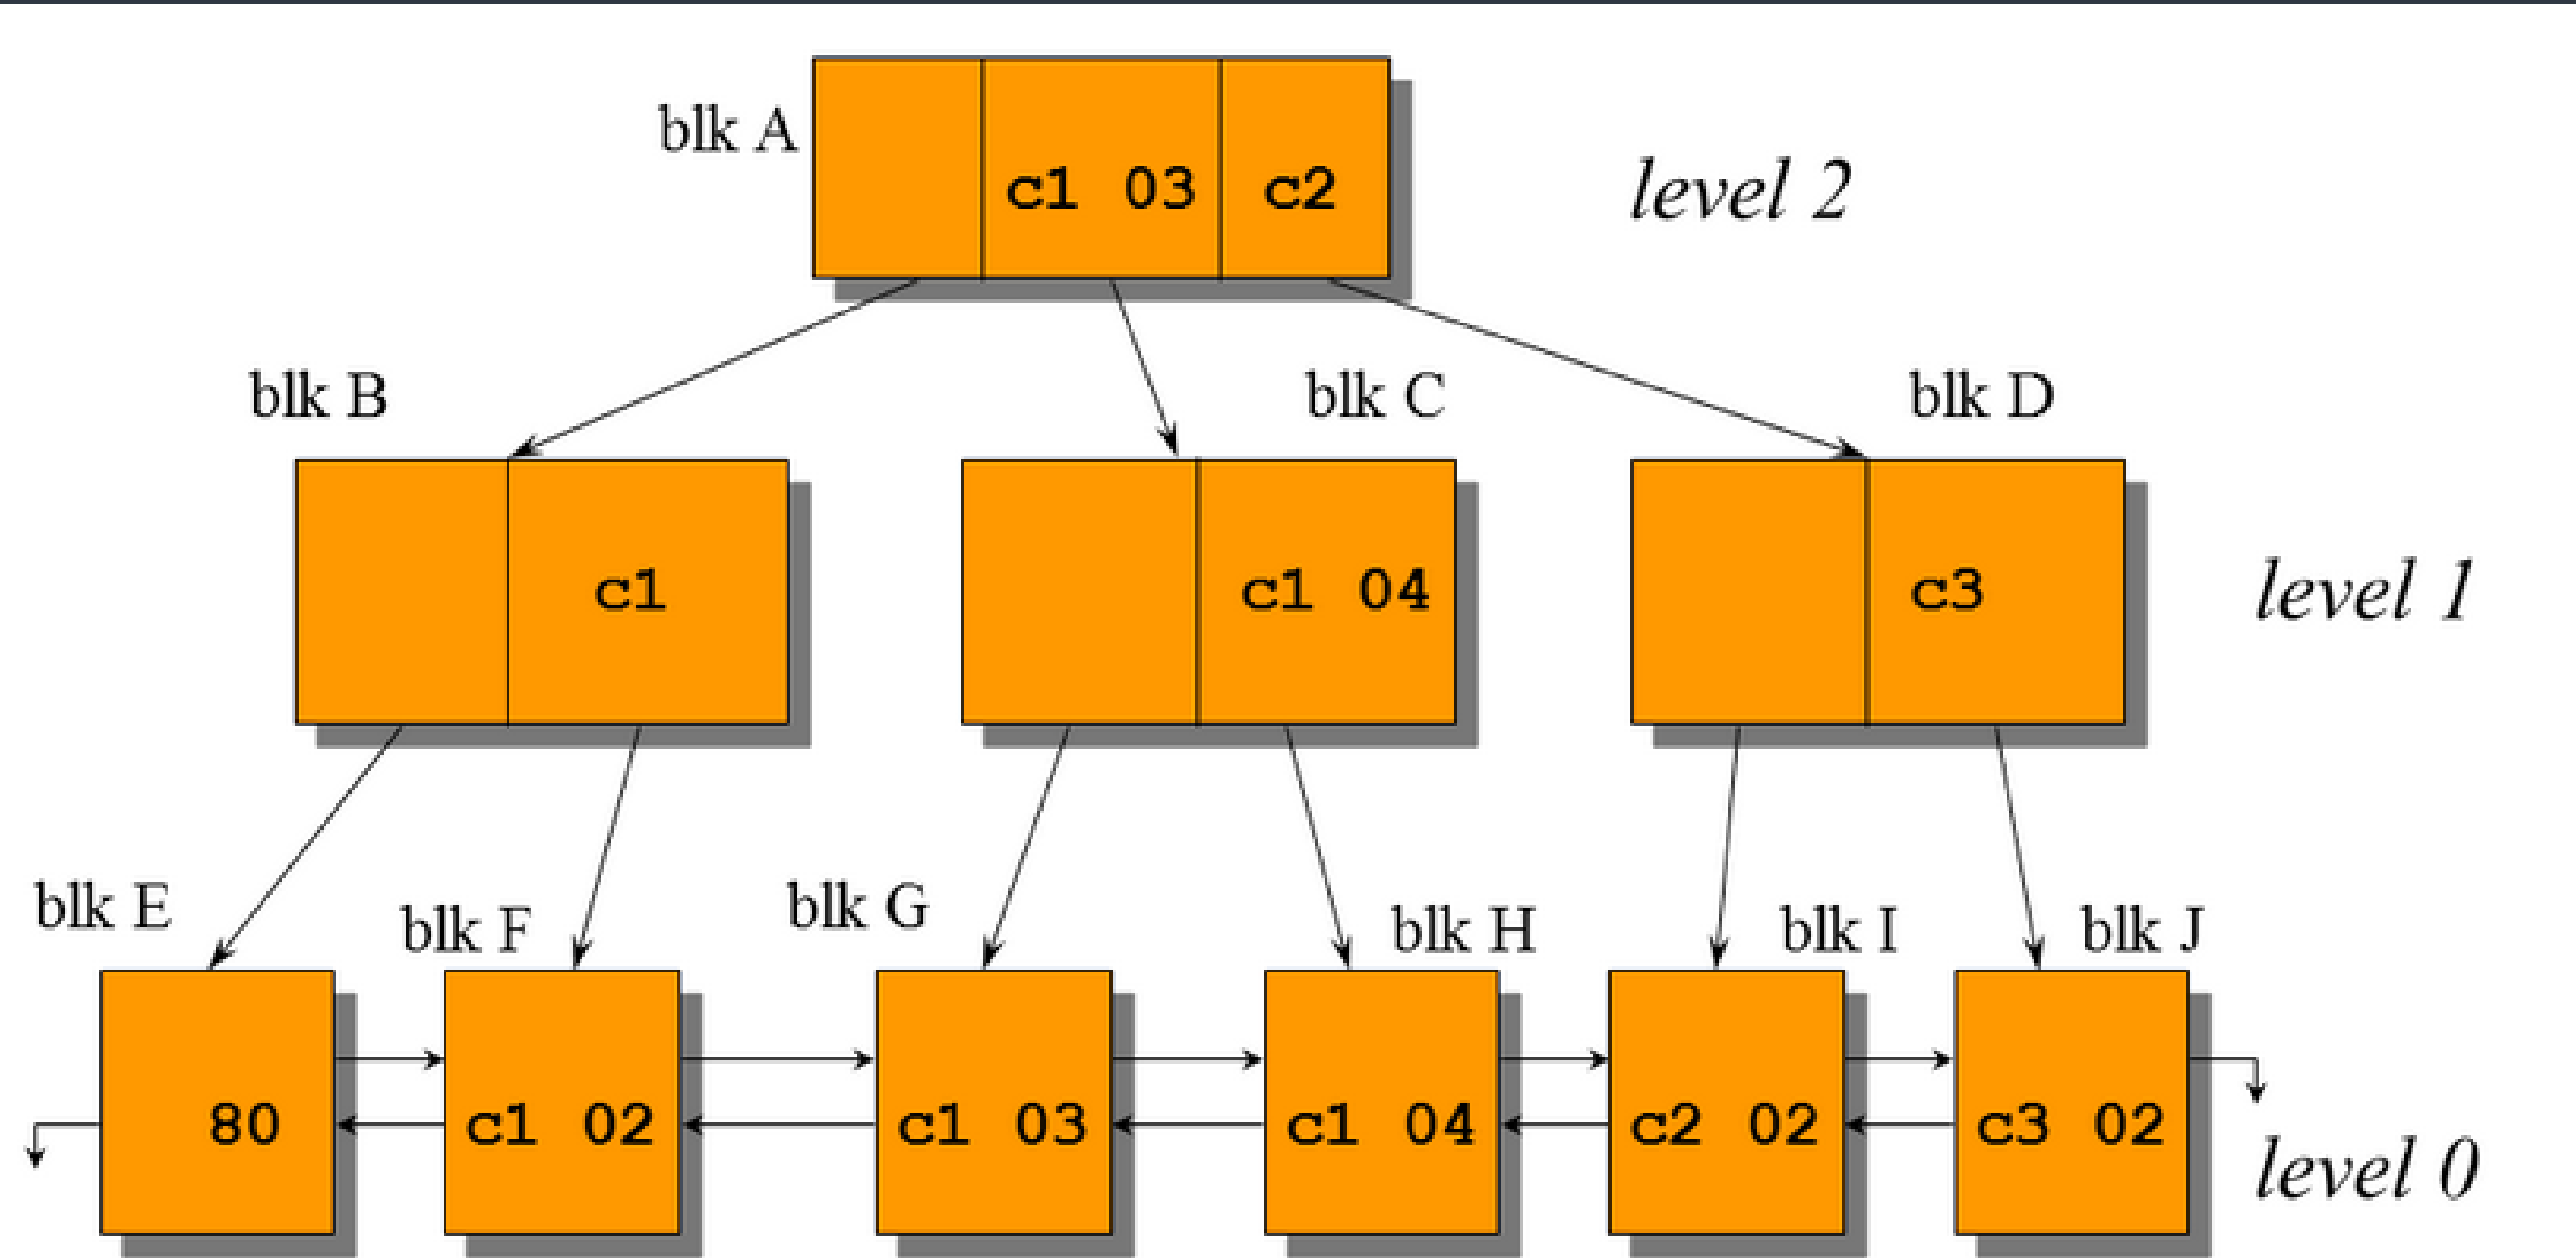 blk A
c1 03 c2
level 2
blk B
blk C
blk D
c1
c1 04
c3
level 1
blk E
blk F
blk G
blk H
blk I
blk J
80
c1 02
c1 03
c1 04
c2 02
c3 02
level 0